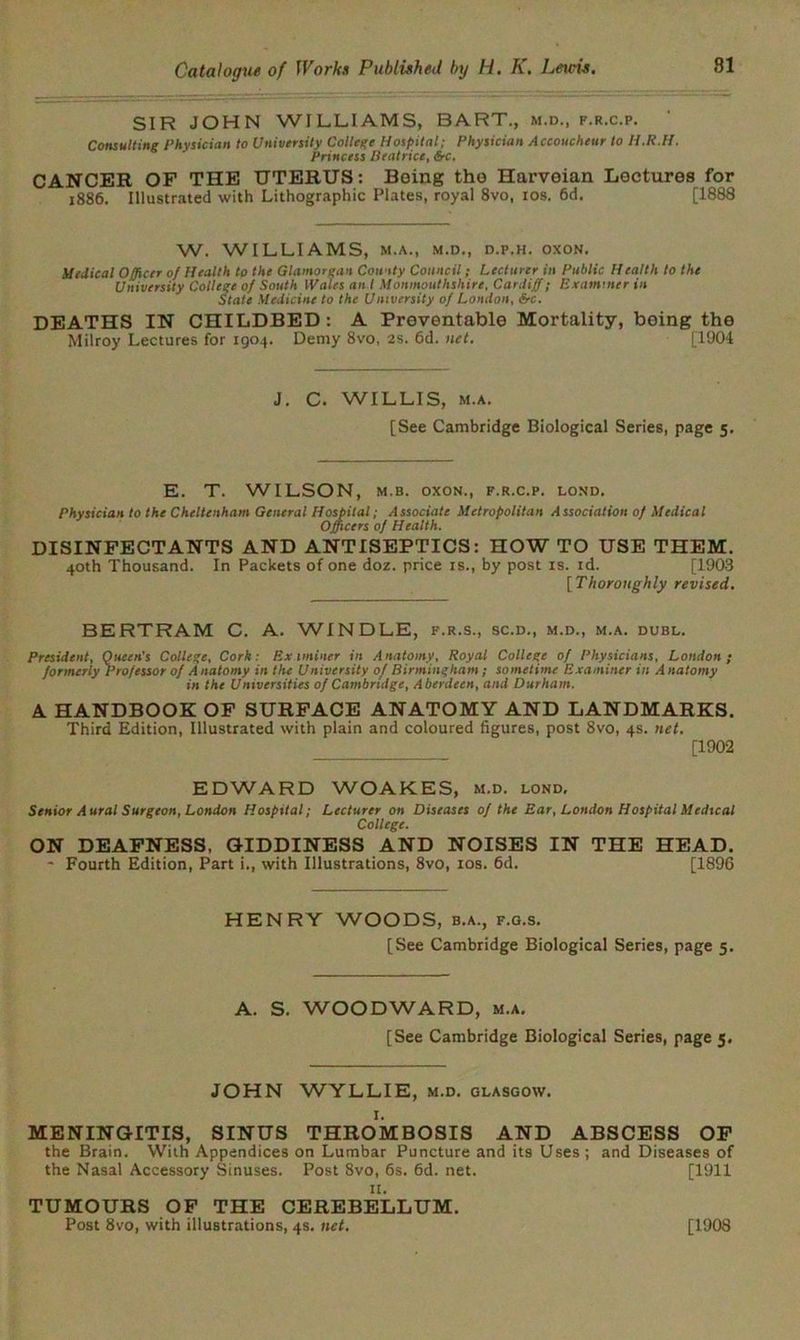 Catalogue of Works Published by H. K. Lewis. 81
SIR JOHN WILLIAMS, BART., M.D., F.R.C.P.
Consulting Physician to University College Hospital; Physician Accoucheur to H.R.H.
Princess Beatrice, &c.
CANCER OF THE UTERUS: Being the Harveian Lectures for
1886. Illustrated with Lithographic Plates, royal 8vo, 10s. 6d. [1888
W. WILLIAMS, M.A., M.D., D.P.H. OXON.
Medical Officer of Health to the Glamorgan County Council; Lecturer in Public Health to the
University College of South Wales and Monmouthshire, Cardiff; Examiner in
State Medicine to the University of London, &c.
DEATHS IN CHILDBED: A Preventable Mortality, being the
Milroy Lectures for 1904. Demy 8vo, 2s. 6d. net. [1904
J. C. WILLIS, M.A.
[See Cambridge Biological Series, page 5.
E. T. WILSON, M.B. OXON., F.R.C.P. LOND.
Physician to the Cheltenham General Hospital; Associate Metropolitan Association of Medical
Officers of Health.
DISINFECTANTS AND ANTISEPTICS: HOW TO USE THEM.
40th Thousand. In Packets of one doz. price 1s., by post 1s. 1d. [1903
[Thoroughly revised.
BERTRAM C. A. WINDLE, F.R.S., SC.D., M.D., M.A. DUBL.
President, Queen's College, Cork: Examiner in Anatomy, Royal College of Physicians, London;
formerly Professor of Anatomy in the University of Birmingham; sometime Examiner in Anatomy
in the Universities of Cambridge, Aberdeen, and Durham.
A HANDBOOK OF SURFACE ANATOMY AND LANDMARKS.
Third Edition, Illustrated with plain and coloured figures, post 8vo, 4s. net.
[1902
EDWARD WOAKES, M.D. LOND.
Senior Aural Surgeon, London Hospital; Lecturer on Diseases of the Ear, London Hospital Medical
College.
ON DEAFNESS, GIDDINESS AND NOISES IN THE HEAD.
- Fourth Edition, Part i., with Illustrations, 8vo, 10s. 6d. [1896
HENRY WOODS, B.A., F.G.S.
[See Cambridge Biological Series, page 5.
A. S. WOODWARD, M.A.
[See Cambridge Biological Series, page 5.
JOHN WYLLIE, M.D. GLASGOW.
I.
MENINGITIS, SINUS THROMBOSIS AND ABSCESS OF
the Brain. With Appendices on Lumbar Puncture and its Uses; and Diseases of
the Nasal Accessory Sinuses. Post 8vo, 6s. 6d. net. [1911
II.
TUMOURS OF THE CEREBELLUM.
Post 8vo, with illustrations, 4s. net. [1908